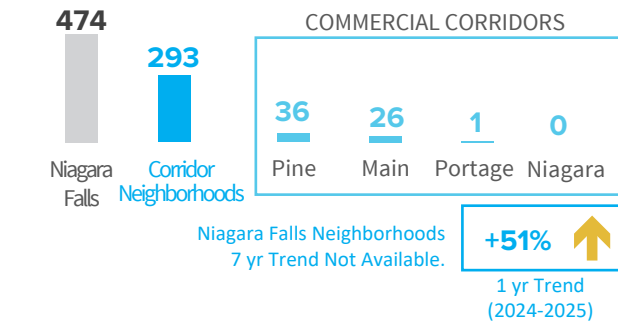 474
Niagara
Falls
293
Corridor
Neighborhoods
COMMERCIAL CORRIDORS
36
Pine
26
Main
1
Portage
0
Niagara
Niagara Falls Neighborhoods
7 yr Trend Not Available.
+51%
1 yr Trend
(2024-2025)